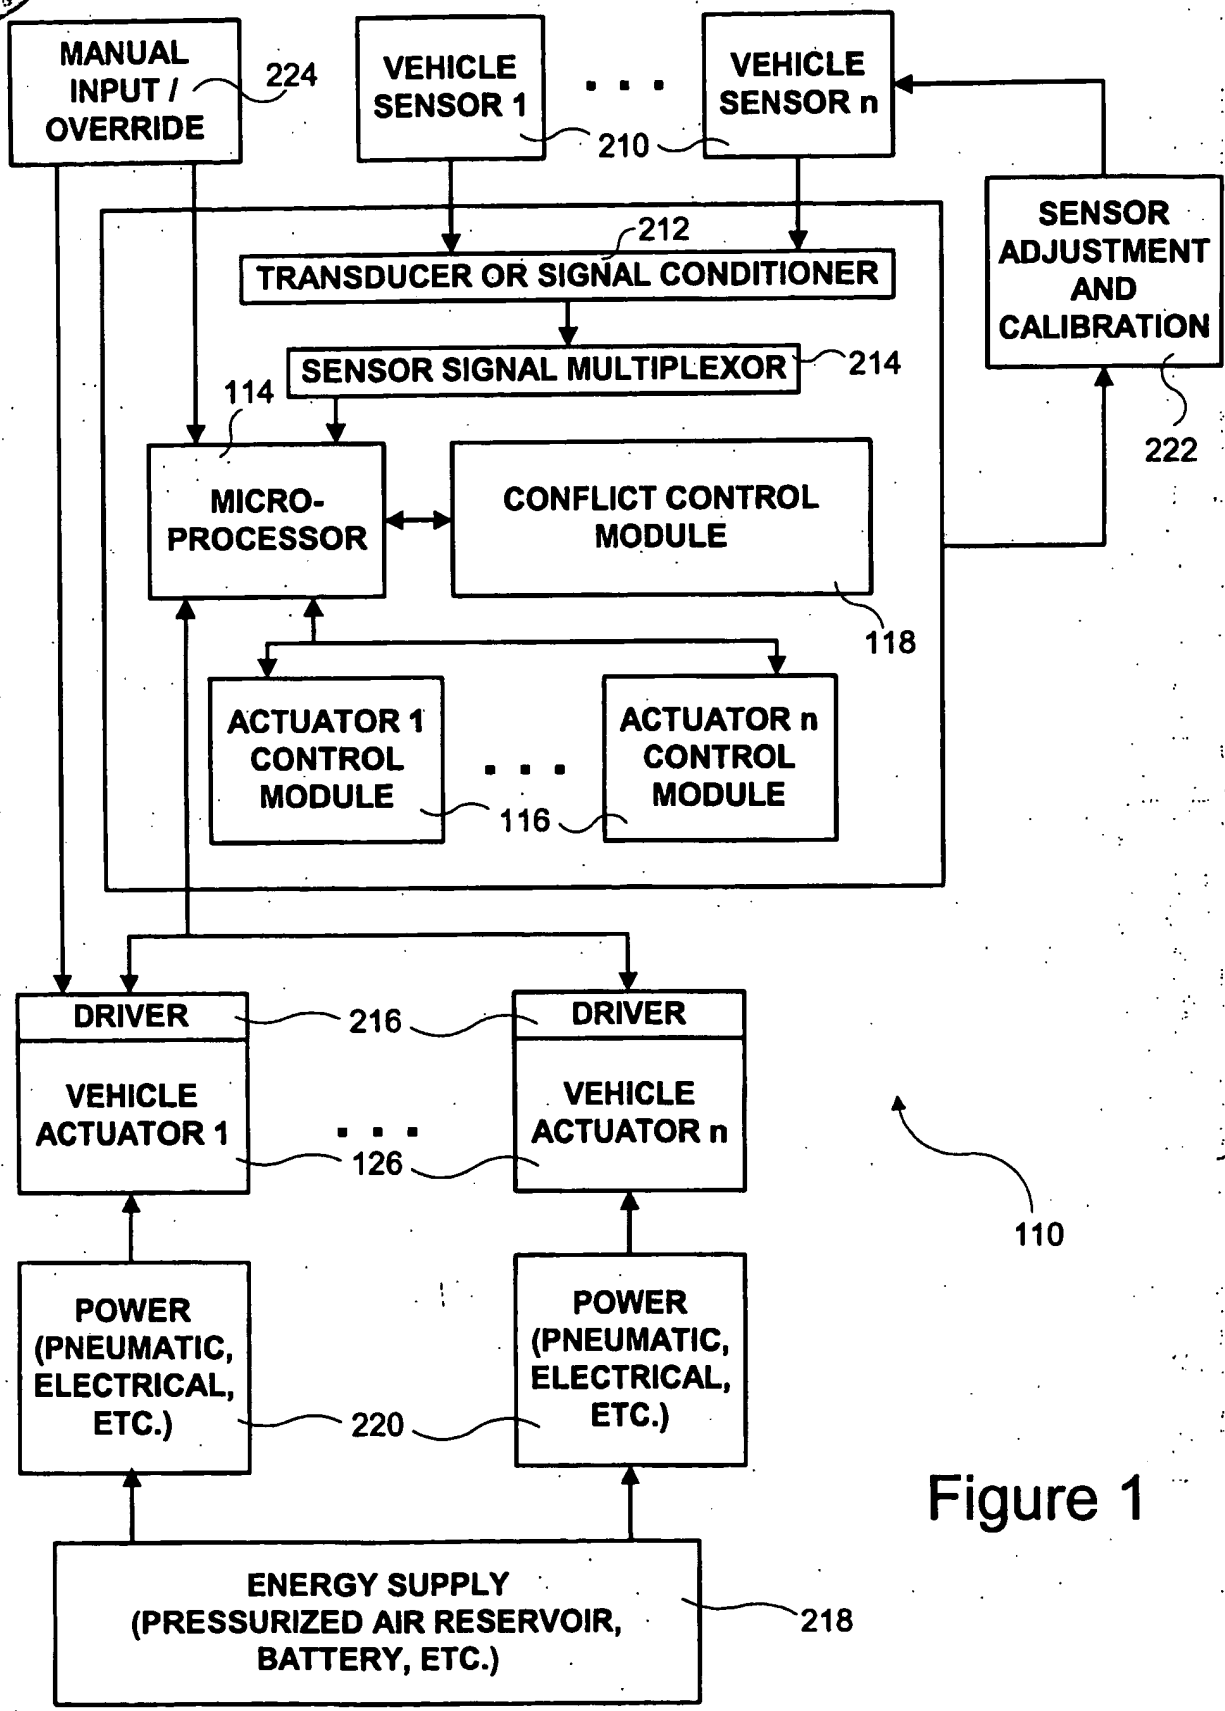 MANUAL
INPUT /
OVERRIDE
224
VEHICLE
SENSOR 1
VEHICLE
SENSOR n
210
SENSOR
ADJUSTMENT
AND
CALIBRATION
222
212
TRANSDUCER OR SIGNAL CONDITIONER
SENSOR SIGNAL MULTIPLEXOR
214
114
MICRO-
PROCESSOR
CONFLICT CONTROL
MODULE
118
ACTUATOR 1
CONTROL
MODULE
ACTUATOR n
CONTROL
MODULE
116
DRIVER
216
DRIVER
VEHICLE
ACTUATOR 1
VEHICLE
ACTUATOR n
126
110
POWER
(PNEUMATIC,
ELECTRICAL,
ETC.)
POWER
(PNEUMATIC,
ELECTRICAL,
ETC.)
220
Figure 1
ENERGY SUPPLY
(PRESSURIZED AIR RESERVOIR,
BATTERY, ETC.)
218